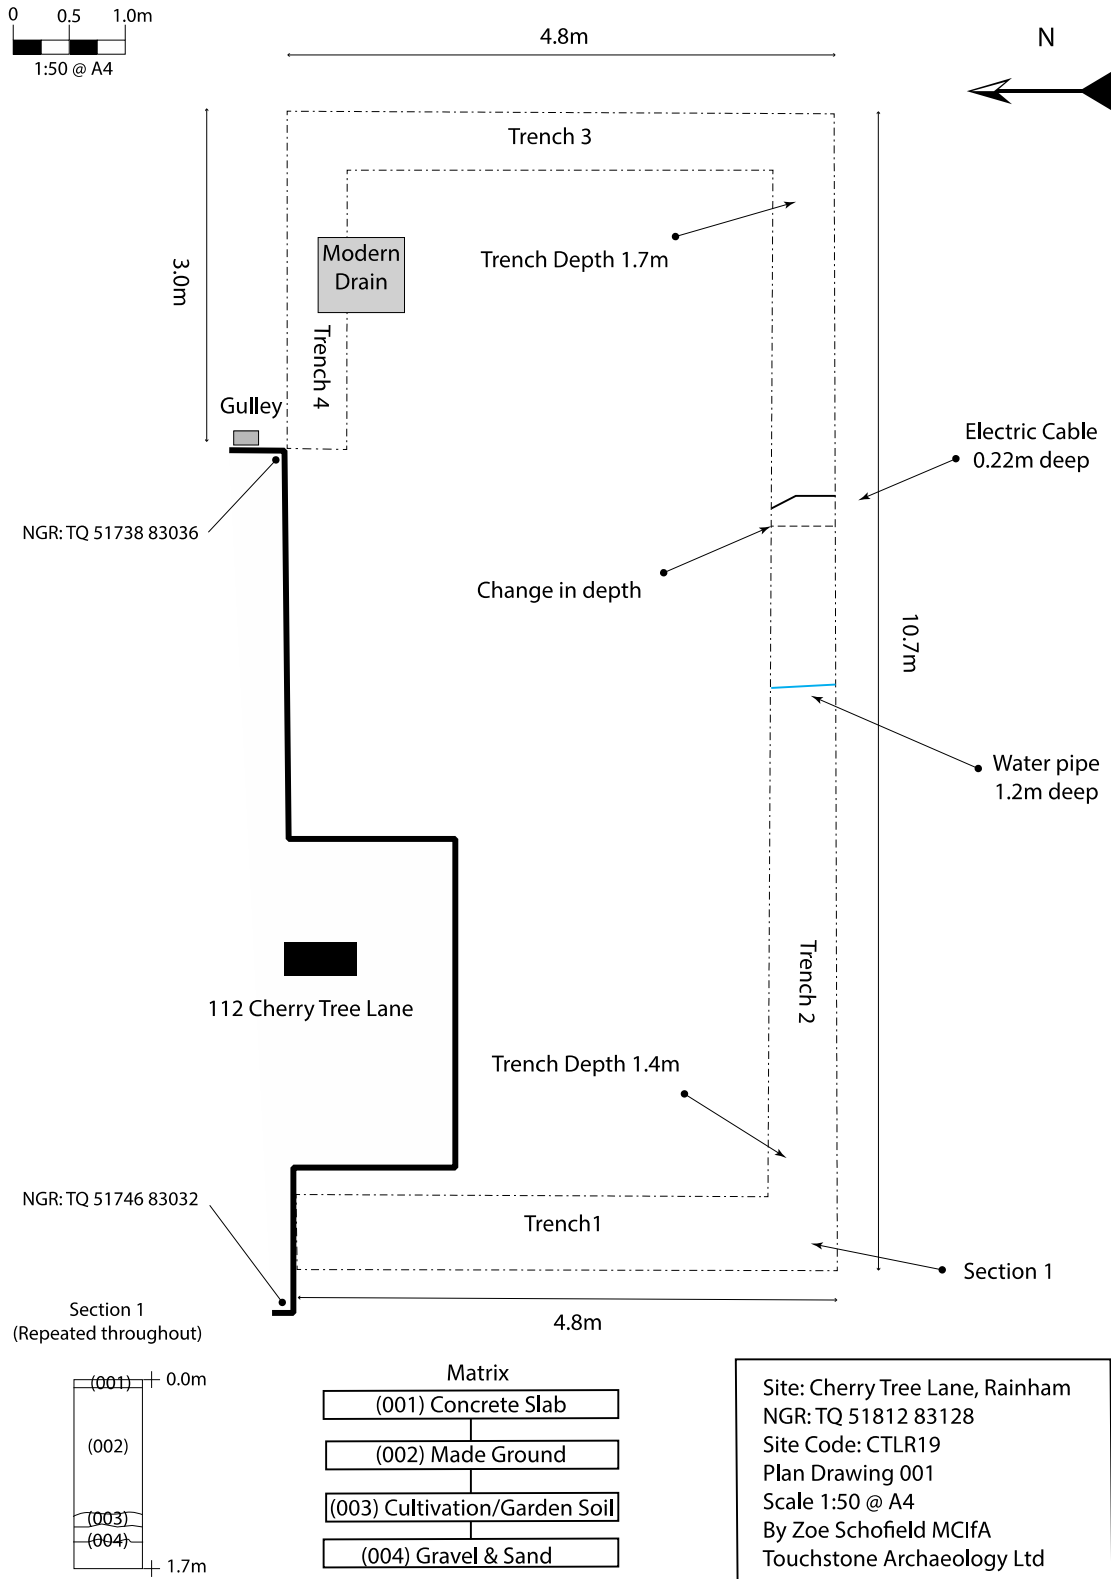 0 0.5 1.0m
1:50 @ A4
4.8m
N
Trench 3
3.0m
Modern
Drain
Trench Depth 1.7m
Trench 4
Gulley
Electric Cable
0.22m deep
NGR: TQ 51738 83036
Change in depth
10.7m
Water pipe
1.2m deep
Trench 2
112 Cherry Tree Lane
Trench Depth 1.4m
NGR: TQ 51746 83032
Trench1
Section 1
4.8m
Section 1
(Repeated throughout)
(001)
0.0m
(002)
(003)
(004)
1.7m
Matrix
(001) Concrete Slab
(002) Made Ground
(003) Cultivation/Garden Soil
(004) Gravel & Sand
Site: Cherry Tree Lane, Rainham
NGR: TQ 51812 83128
Site Code: CTLR19
Plan Drawing 001
Scale 1:50 @ A4
By Zoe Schofield MCIfA
Touchstone Archaeology Ltd